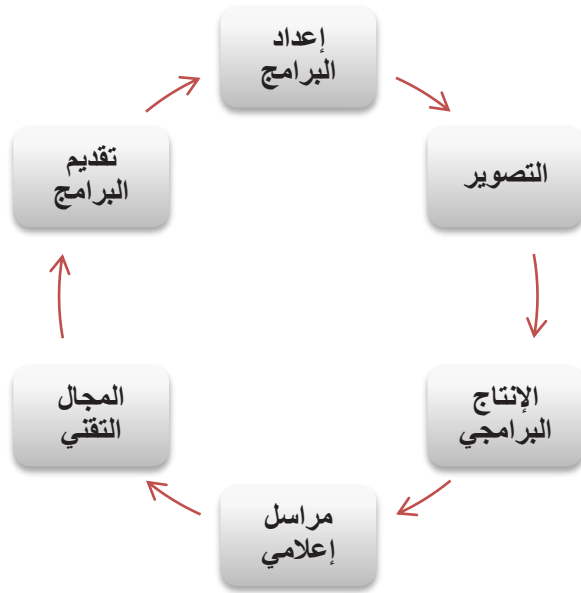 إعداد
البرامج
التصوير
الإنتاج
البرامجي
مراسل
إعلامي
المجال
التقني
تقديم
البرامج